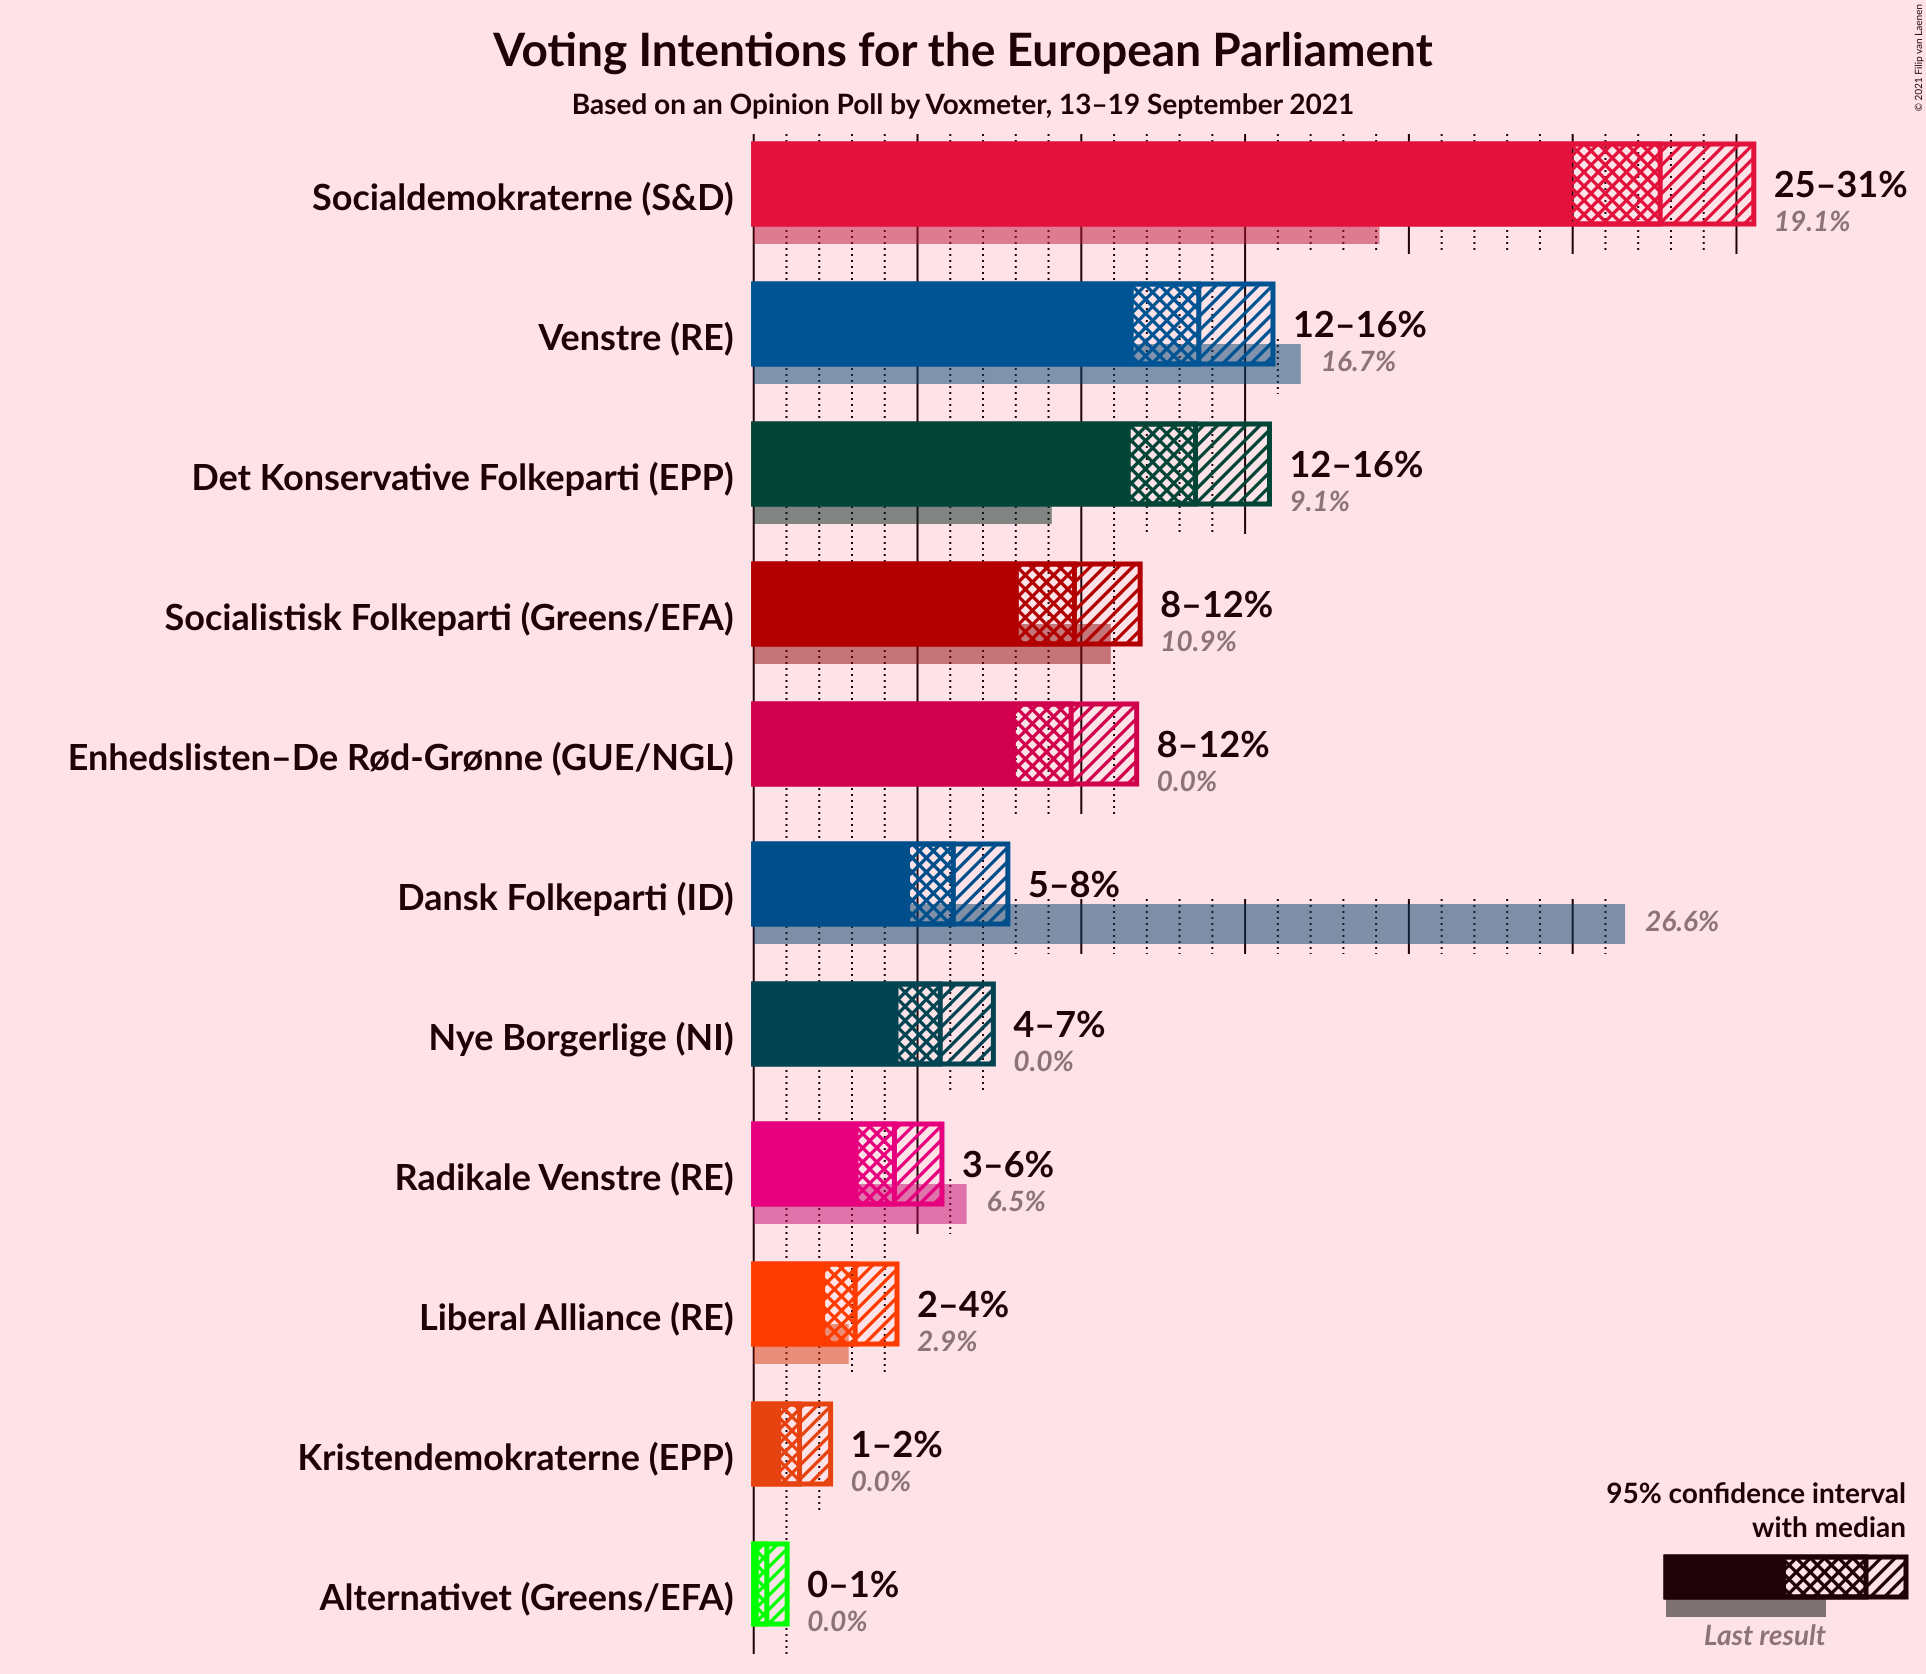 Voting Intentions for the European Parliament
Based on an Opinion Poll by Voxmeter, 13–19 September 2021
© 2021 Filip van Laenen
Socialdemokraterne (S&D)
25–31%
19.1%
Venstre (RE)
12–16%
16.7%
Det Konservative Folkeparti (EPP)
12–16%
9.1%
Socialistisk Folkeparti (Greens/EFA)
8–12%
10.9%
Enhedslisten–De Rød-Grønne (GUE/NGL)
8–12%
0.0%
Dansk Folkeparti (ID)
5–8%
26.6%
Nye Borgerlige (NI)
4–7%
0.0%
Radikale Venstre (RE)
3–6%
6.5%
Liberal Alliance (RE)
2–4%
2.9%
Kristendemokraterne (EPP)
1–2%
0.0%
Alternativet (Greens/EFA)
0–1%
0.0%
95% confidence interval
with median
Last result